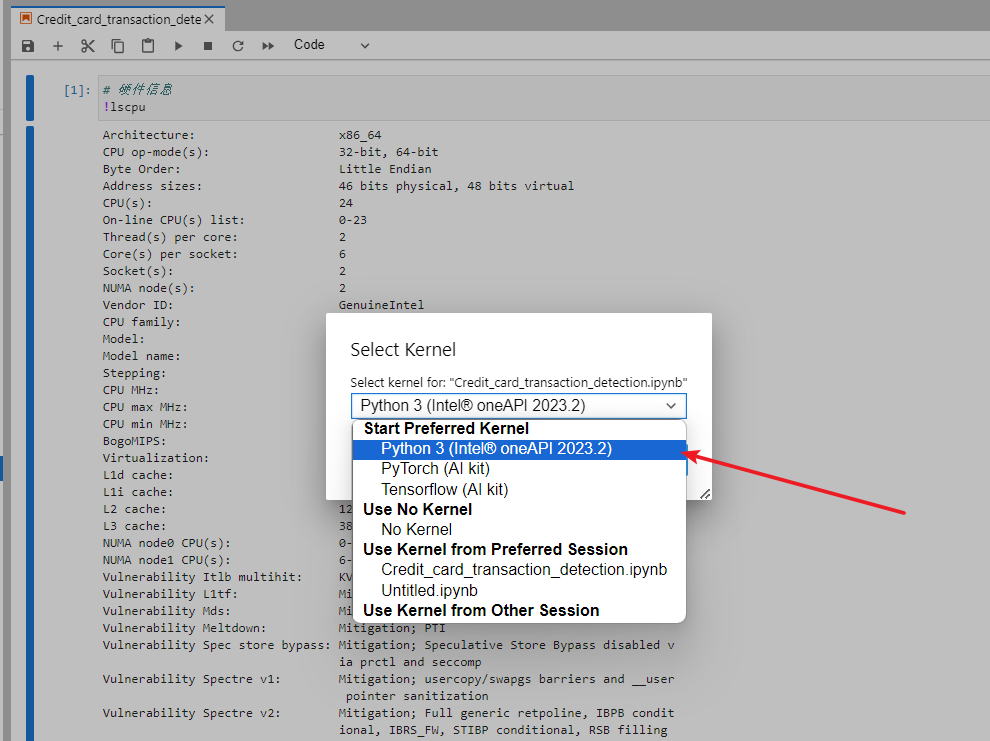 Credit_card_transaction_dete
Code
[1]: # 硬件信息
!lscpu
Architecture: x86_64
CPU op-mode(s): 32-bit, 64-bit
Byte Order: Little Endian
Address sizes: 46 bits physical, 48 bits virtual
CPU(s): 24
On-line CPU(s) list: 0-23
Thread(s) per core: 2
Core(s) per socket: 6
Socket(s): 2
NUMA node(s): 2
Vendor ID: GenuineIntel
CPU family:
Model:
Model name:
Stepping:
CPU MHz:
CPU max MHz:
CPU min MHz:
BogoMIPS:
Virtualization:
L1d cache:
L1i cache:
L2 cache: 12
L3 cache: 38
NUMA node0 CPU(s): 0-
NUMA node1 CPU(s): 6-
Vulnerability Itlb multihit: KV
Vulnerability L1tf: Mi
Vulnerability Mds: Mi
Vulnerability Meltdown: Mitigation; PTI
Vulnerability Spec store bypass: Mitigation; Speculative Store Bypass disabled v
ia prctl and seccomp
Vulnerability Spectre v1: Mitigation; usercopy/swapgs barriers and __user
pointer sanitization
Vulnerability Spectre v2: Mitigation; Full generic retpoline, IBPB condit
ional, IBRS_FW, STIBP conditional, RSB filling
Select Kernel
Select kernel for: "Credit_card_transaction_detection.ipynb"
Python 3 (Intel® oneAPI 2023.2)
Start Preferred Kernel
Python 3 (Intel® oneAPI 2023.2)
PyTorch (AI kit)
Tensorflow (AI kit)
Use No Kernel
No Kernel
Use Kernel from Preferred Session
Credit_card_transaction_detection.ipynb
Untitled.ipynb
Use Kernel from Other Session